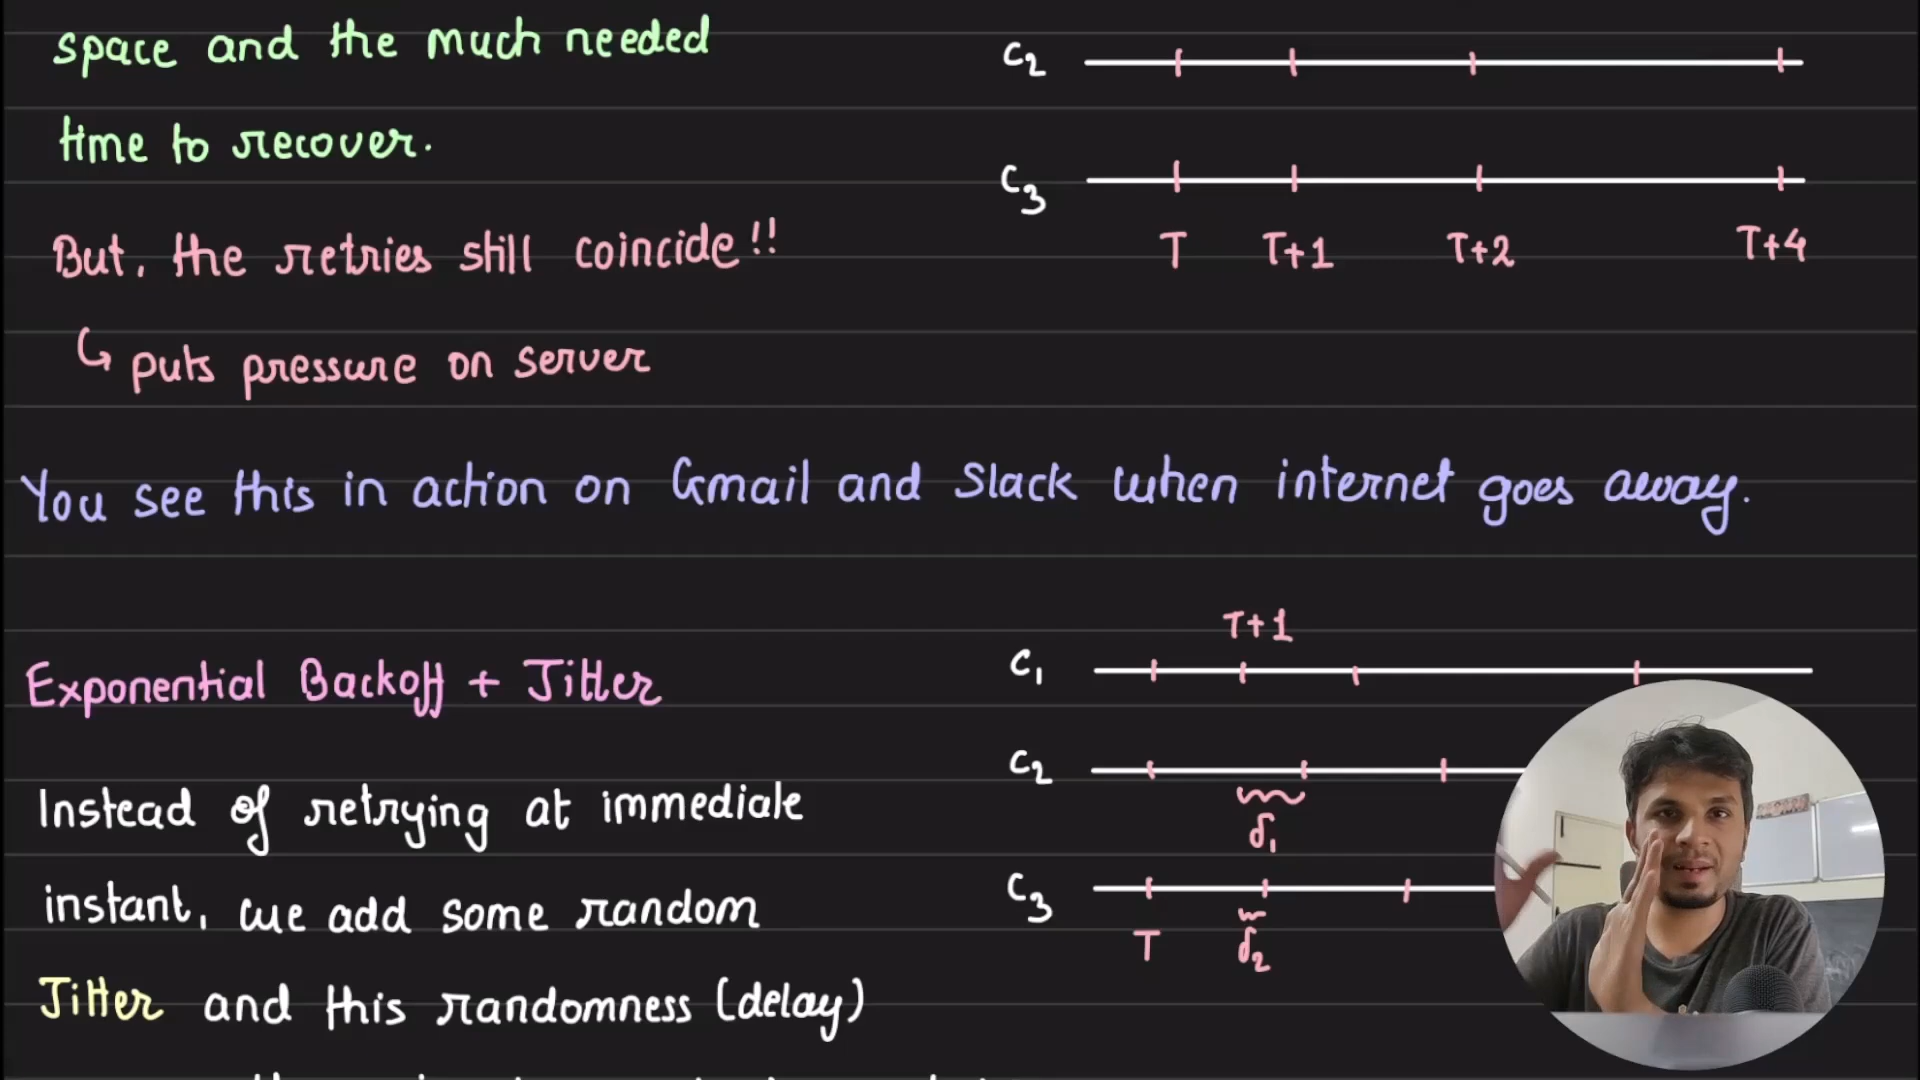 space and the much needed
time to recover.
But, the retries still coincide!!
↳ puts pressure on server
C2
C3
T T+1 T+2 T+4
You see this in action on Gmail and Slack when internet goes away.
Exponential Backoff + Jitter
Instead of retrying at immediate
instant, we add some random
Jitter and this randomness (delay)
T+1
C1
C2
δ1
C3
T δ2